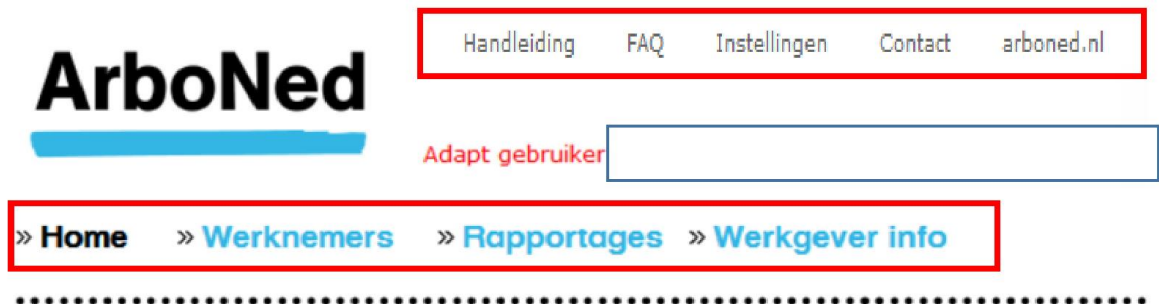 Handleiding FAQ Instellingen Contact arboned.nl
ArboNed
Adapt gebruiker
» Home » Werknemers » Rapportages » Werkgever info